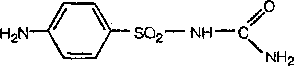 O
H₂N SO₂ NH C
NH₂